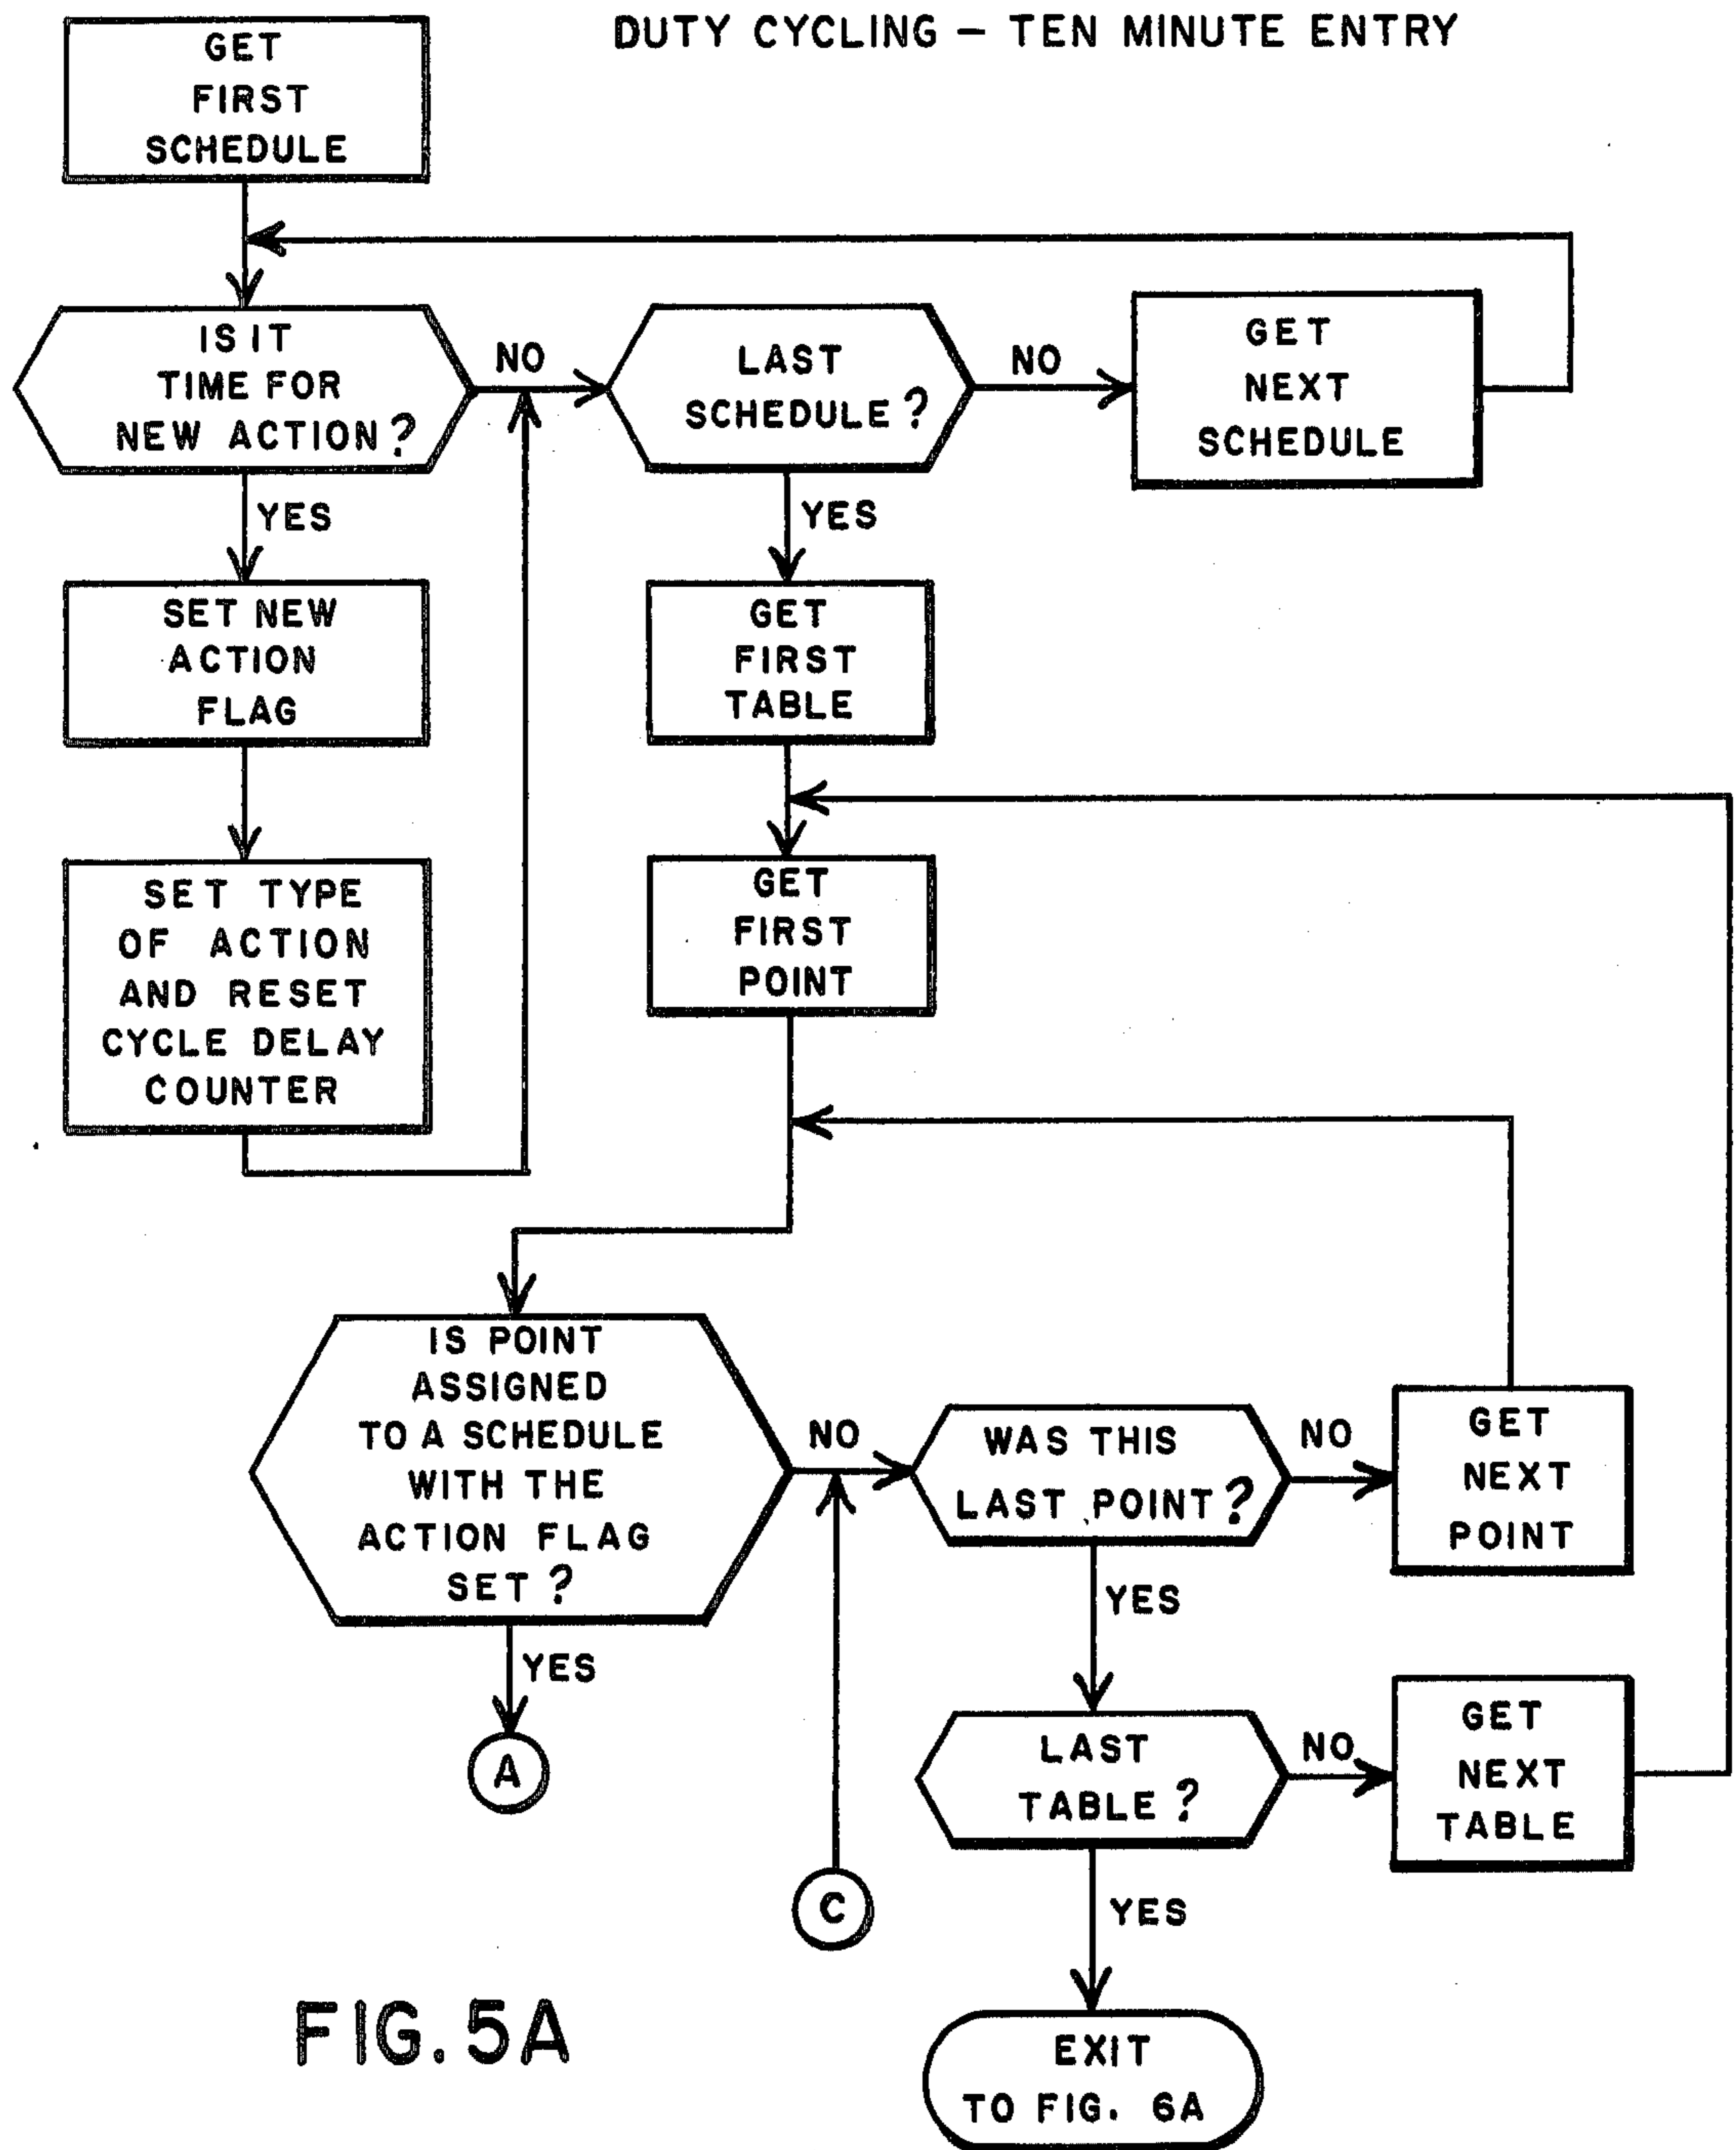 DUTY CYCLING — TEN MINUTE ENTRY
GET
FIRST
SCHEDULE
IS IT
TIME FOR
NEW ACTION?
NO
LAST
SCHEDULE?
NO
GET
NEXT
SCHEDULE
YES
YES
SET NEW
ACTION
FLAG
GET
FIRST
TABLE
SET TYPE
OF ACTION
AND RESET
CYCLE DELAY
COUNTER
GET
FIRST
POINT
IS POINT
ASSIGNED
TO A SCHEDULE
WITH THE
ACTION FLAG
SET?
NO
WAS THIS
LAST POINT?
NO
GET
NEXT
POINT
YES
YES
A
LAST
TABLE?
NO
GET
NEXT
TABLE
C
YES
EXIT
TO FIG. 6A
FIG. 5A